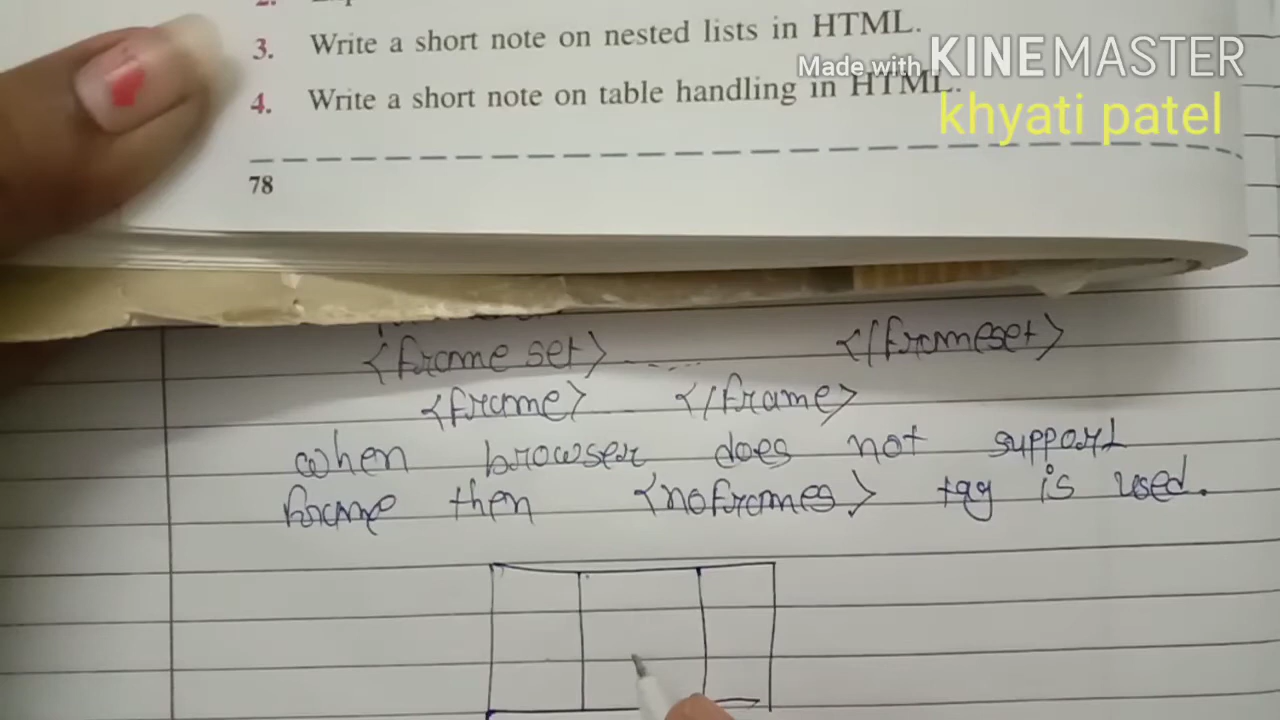 3. Write a short note on nested lists in HTML.
Made with KINEMASTER
4. Write a short note on table handling in HTML.
khyati patel
78
<frame set> ----- </frameset>
<frame> </frame>
when browser does not support
frame then <noframes> tag is used.